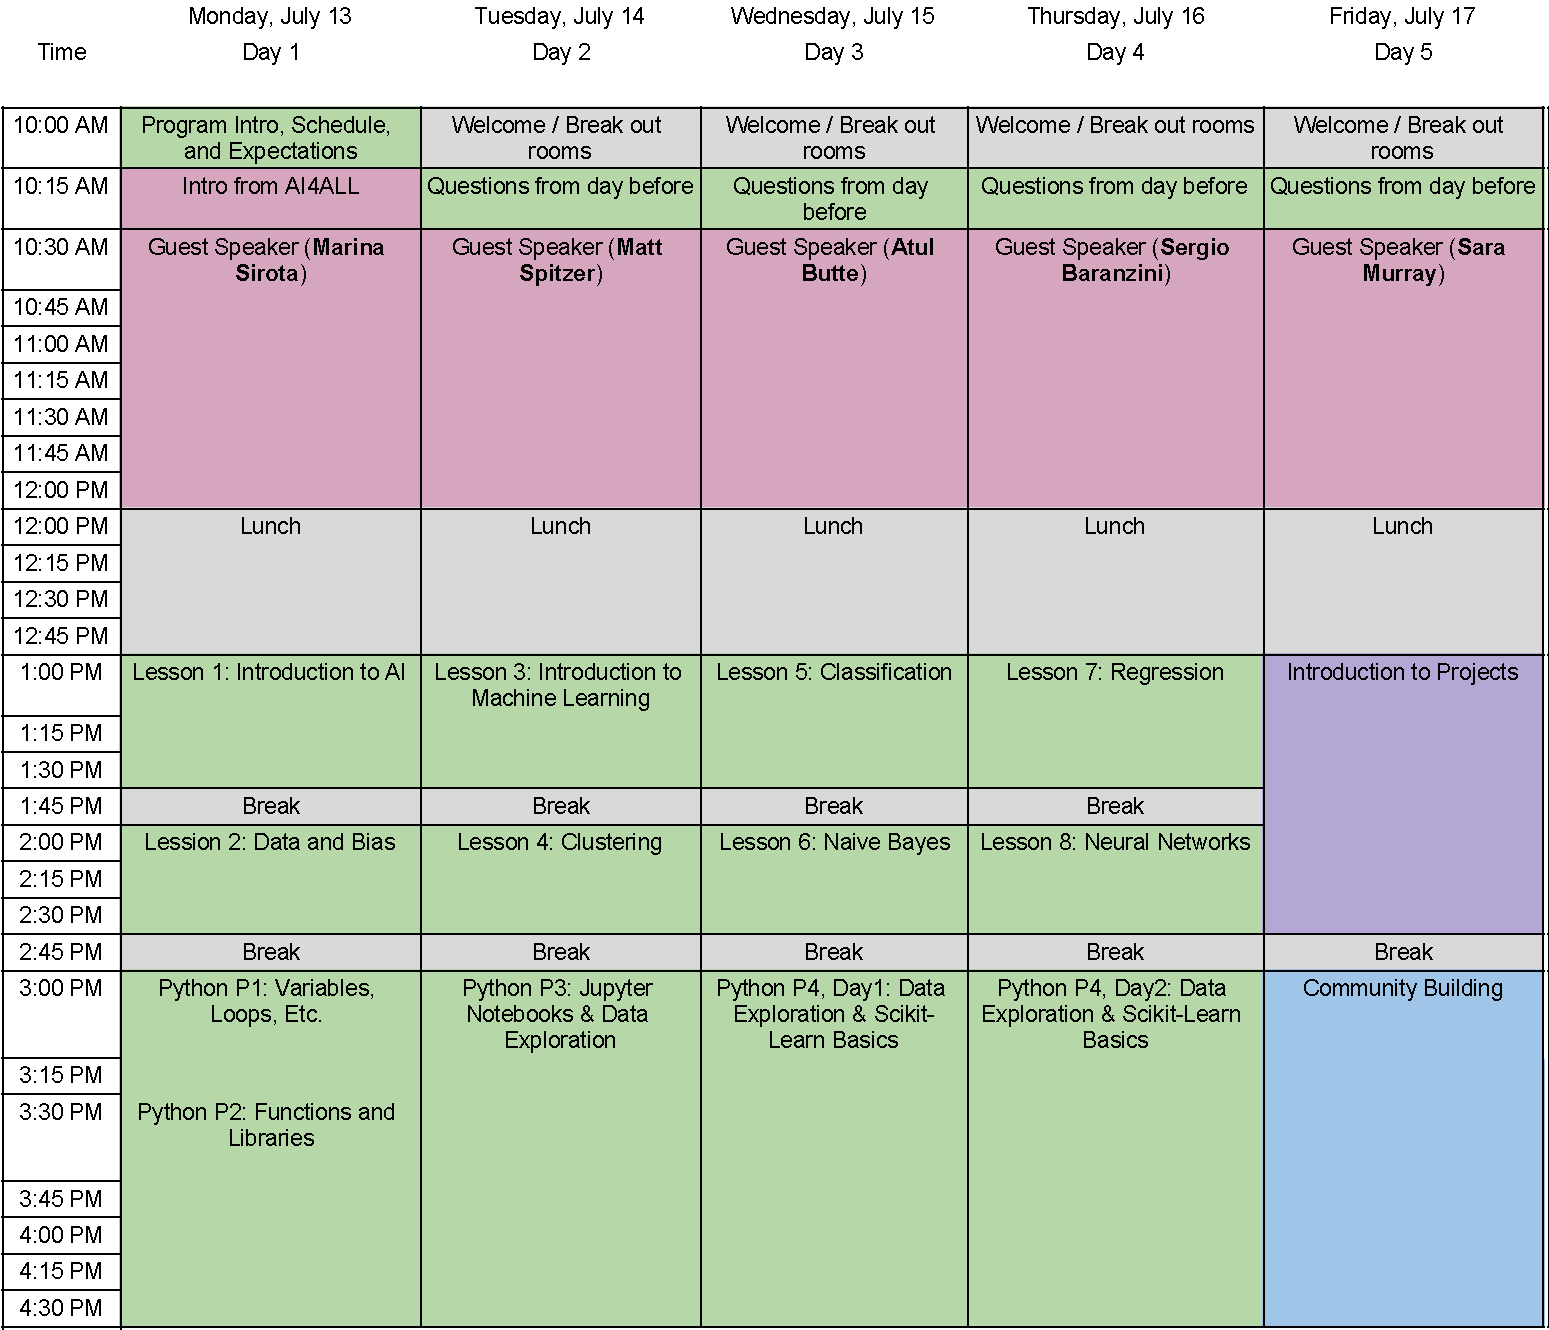 Monday, July 13 Tuesday, July 14 Wednesday, July 15 Thursday, July 16 Friday, July 17
Time Day 1 Day 2 Day 3 Day 4 Day 5
10:00 AM Program Intro, Schedule, Welcome / Break out Welcome / Break out Welcome / Break out rooms Welcome / Break out
and Expectations rooms rooms rooms
10:15 AM Intro from AI4ALL Questions from day before Questions from day Questions from day before Questions from day before
before
10:30 AM Guest Speaker (Marina Guest Speaker (Matt Guest Speaker (Atul Guest Speaker (Sergio Guest Speaker (Sara
Sirota) Spitzer) Butte) Baranzini) Murray)
10:45 AM
11:00 AM
11:15 AM
11:30 AM
11:45 AM
12:00 PM
12:00 PM Lunch Lunch Lunch Lunch Lunch
12:15 PM
12:30 PM
12:45 PM
1:00 PM Lesson 1: Introduction to AI Lesson 3: Introduction to Lesson 5: Classification Lesson 7: Regression Introduction to Projects
Machine Learning
1:15 PM
1:30 PM
1:45 PM Break Break Break Break
2:00 PM Lession 2: Data and Bias Lesson 4: Clustering Lesson 6: Naive Bayes Lesson 8: Neural Networks
2:15 PM
2:30 PM
2:45 PM Break Break Break Break Break
3:00 PM Python P1: Variables, Python P3: Jupyter Python P4, Day1: Data Python P4, Day2: Data Community Building
Loops, Etc. Notebooks & Data Exploration & Scikit- Exploration & Scikit-Learn
Exploration Learn Basics Basics
3:15 PM
3:30 PM Python P2: Functions and
Libraries
3:45 PM
4:00 PM
4:15 PM
4:30 PM